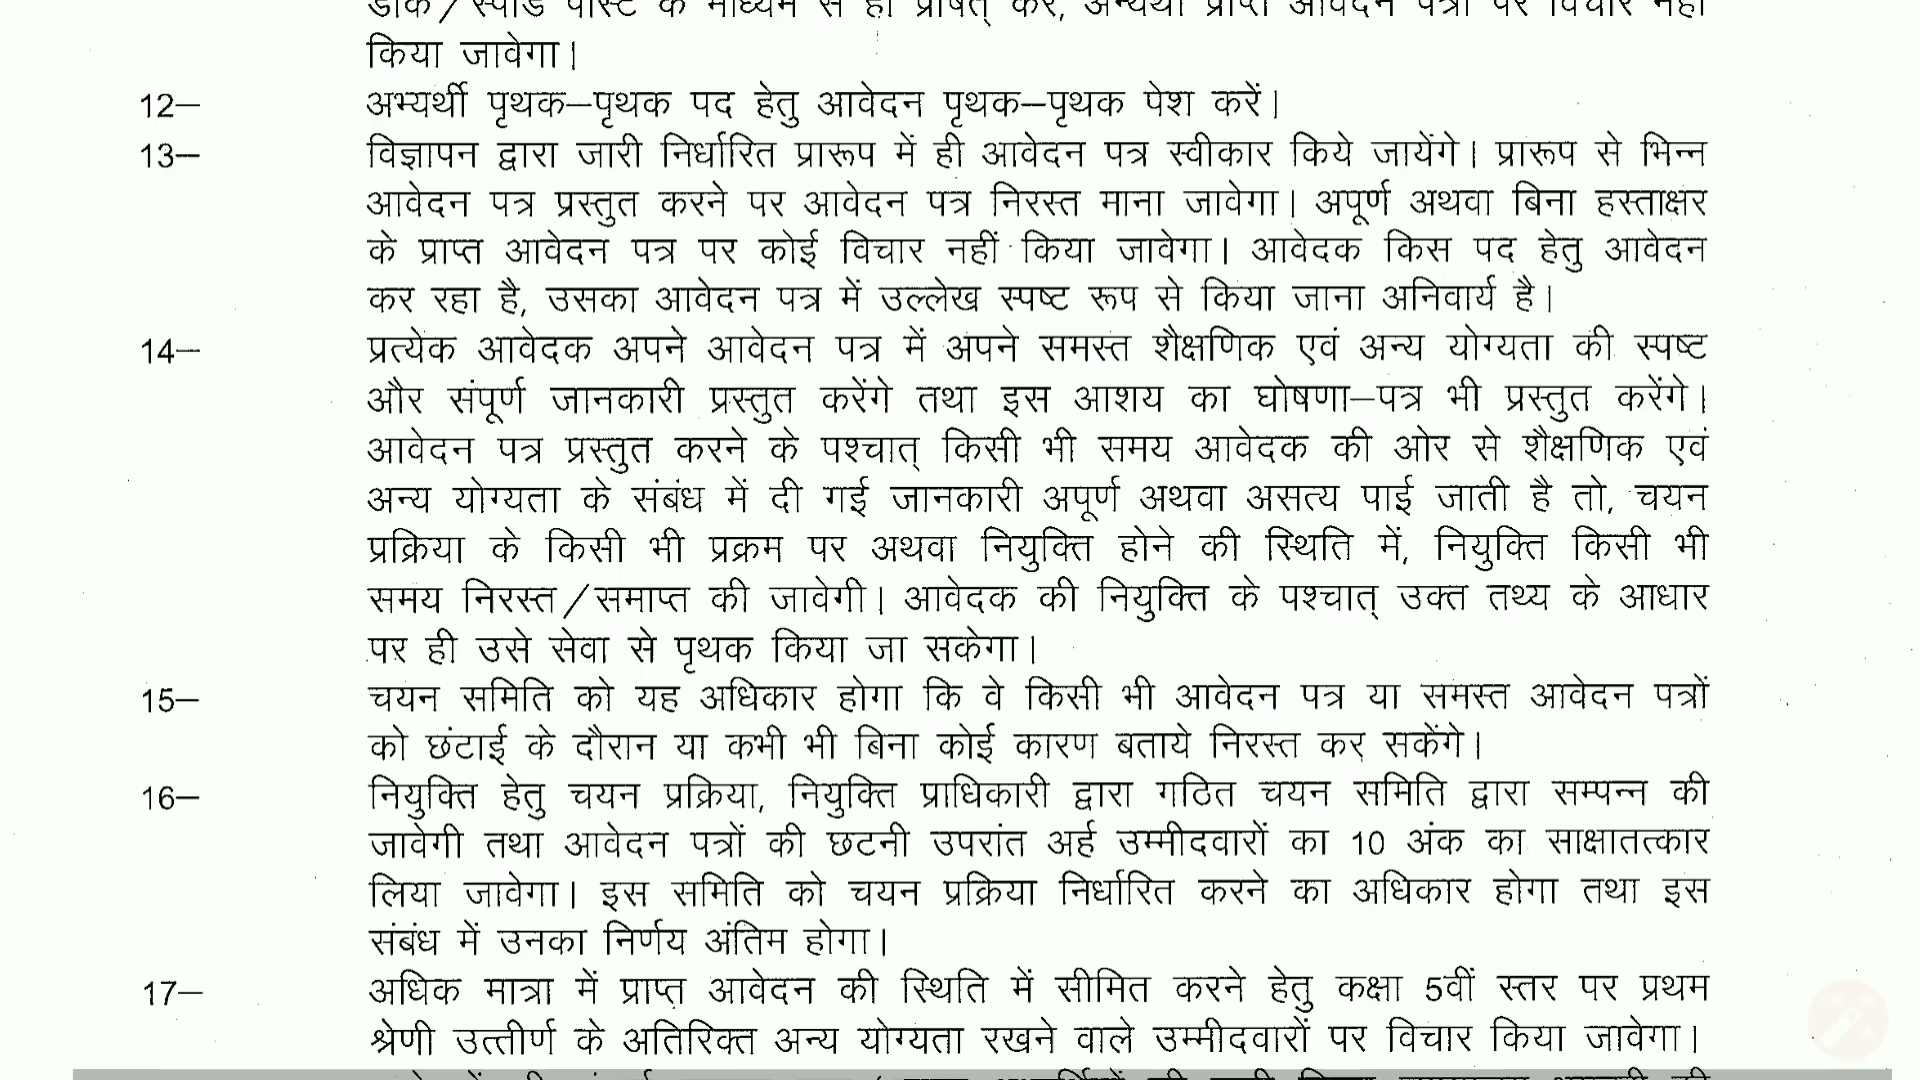 डाक/स्पीड पोस्ट के माध्यम से ही प्रेषित् करें, अन्यथा प्राप्त आवेदन पत्रों पर विचार नहीं
किया जावेगा।
12— अभ्यर्थी पृथक—पृथक पद हेतु आवेदन पृथक—पृथक पेश करें।
13— विज्ञापन द्वारा जारी निर्धारित प्रारूप में ही आवेदन पत्र स्वीकार किये जायेंगे। प्रारूप से भिन्न
आवेदन पत्र प्रस्तुत करने पर आवेदन पत्र निरस्त माना जावेगा। अपूर्ण अथवा बिना हस्ताक्षर
के प्राप्त आवेदन पत्र पर कोई विचार नहीं किया जावेगा। आवेदक किस पद हेतु आवेदन
कर रहा है, उसका आवेदन पत्र में उल्लेख स्पष्ट रूप से किया जाना अनिवार्य है।
14— प्रत्येक आवेदक अपने आवेदन पत्र में अपने समस्त शैक्षणिक एवं अन्य योग्यता की स्पष्ट
और संपूर्ण जानकारी प्रस्तुत करेंगे तथा इस आशय का घोषणा—पत्र भी प्रस्तुत करेंगे।
आवेदन पत्र प्रस्तुत करने के पश्चात् किसी भी समय आवेदक की ओर से शैक्षणिक एवं
अन्य योग्यता के संबंध में दी गई जानकारी अपूर्ण अथवा असत्य पाई जाती है तो, चयन
प्रक्रिया के किसी भी प्रक्रम पर अथवा नियुक्ति होने की स्थिति में, नियुक्ति किसी भी
समय निरस्त/समाप्त की जावेगी। आवेदक की नियुक्ति के पश्चात् उक्त तथ्य के आधार
पर ही उसे सेवा से पृथक किया जा सकेगा।
15— चयन समिति को यह अधिकार होगा कि वे किसी भी आवेदन पत्र या समस्त आवेदन पत्रों
को छंटाई के दौरान या कभी भी बिना कोई कारण बताये निरस्त कर सकेंगे।
16— नियुक्ति हेतु चयन प्रक्रिया, नियुक्ति प्राधिकारी द्वारा गठित चयन समिति द्वारा सम्पन्न की
जावेगी तथा आवेदन पत्रों की छटनी उपरांत अर्ह उम्मीदवारों का 10 अंक का साक्षातत्कार
लिया जावेगा। इस समिति को चयन प्रक्रिया निर्धारित करने का अधिकार होगा तथा इस
संबंध में उनका निर्णय अंतिम होगा।
17— अधिक मात्रा में प्राप्त आवेदन की स्थिति में सीमित करने हेतु कक्षा 5वीं स्तर पर प्रथम
श्रेणी उत्तीर्ण के अतिरिक्त अन्य योग्यता रखने वाले उम्मीदवारों पर विचार किया जावेगा।